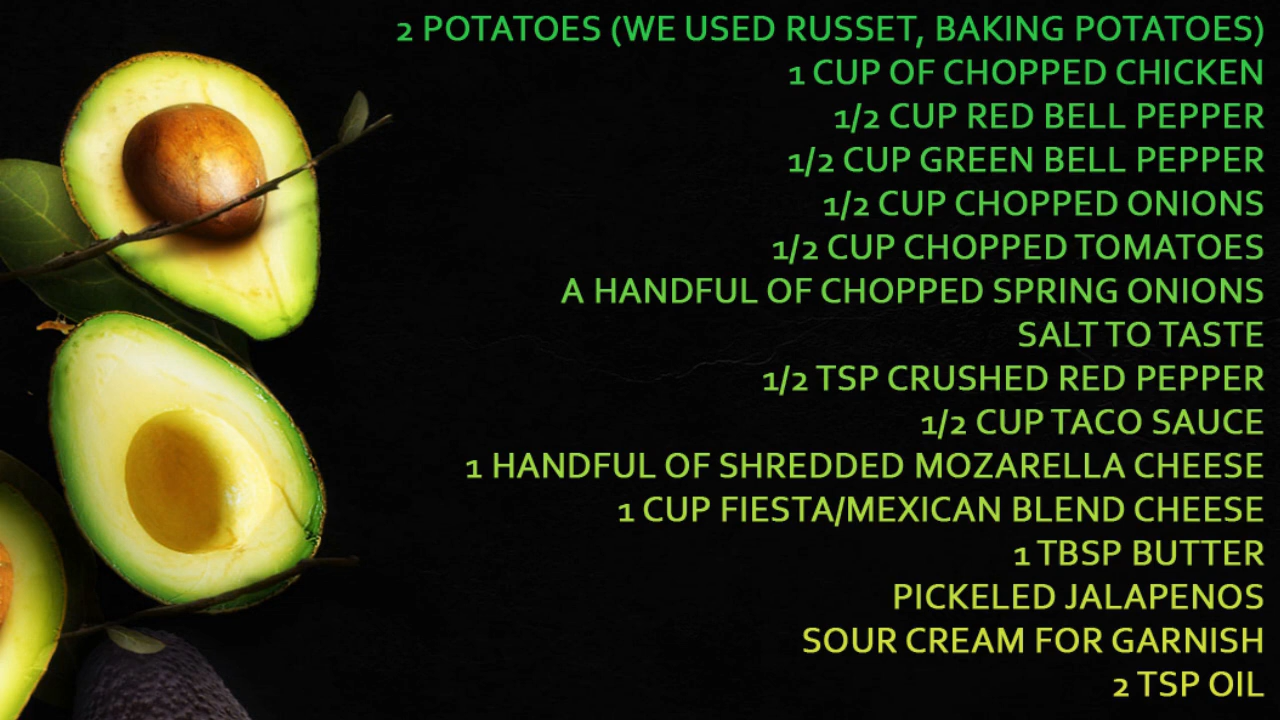 2 POTATOES (WE USED RUSSET, BAKING POTATOES)
1 CUP OF CHOPPED CHICKEN
1/2 CUP RED BELL PEPPER
1/2 CUP GREEN BELL PEPPER
1/2 CUP CHOPPED ONIONS
1/2 CUP CHOPPED TOMATOES
A HANDFUL OF CHOPPED SPRING ONIONS
SALT TO TASTE
1/2 TSP CRUSHED RED PEPPER
1/2 CUP TACO SAUCE
1 HANDFUL OF SHREDDED MOZARELLA CHEESE
1 CUP FIESTA/MEXICAN BLEND CHEESE
1 TBSP BUTTER
PICKELED JALAPENOS
SOUR CREAM FOR GARNISH
2 TSP OIL